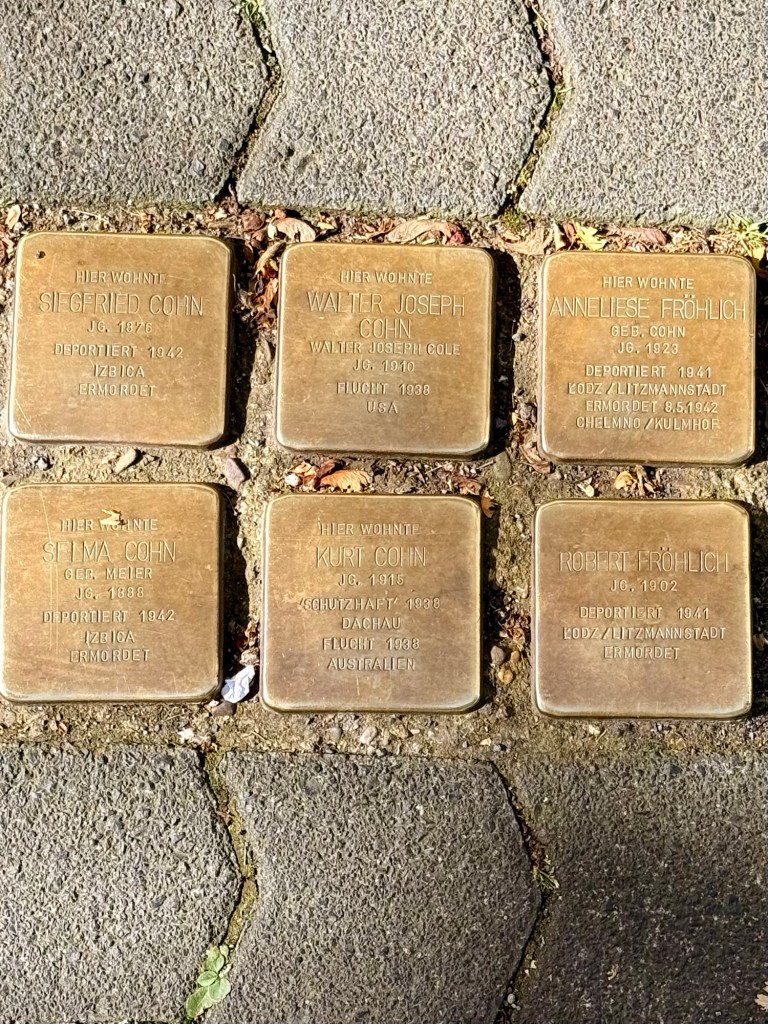 HIER WOHNTE
SIEGFRIED COHN
JG. 1876
DEPORTIERT 1942
IZBICA
ERMORDET
HIER WOHNTE
WALTER JOSEPH
COHN
WALTER JOSEPH COLE
JG. 1910
FLUCHT 1938
USA
HIER WOHNTE
ANNELIESE FRÖHLICH
GEB. COHN
JG. 1923
DEPORTIERT 1941
ŁODZ/LITZMANNSTADT
ERMORDET 8.5.1942
CHELMNO/KULMHOF
HIER WOHNTE
SELMA COHN
GEB. MEIER
JG. 1888
DEPORTIERT 1942
IZBICA
ERMORDET
HIER WOHNTE
KURT COHN
JG. 1915
'SCHUTZHAFT' 1938
DACHAU
FLUCHT 1938
AUSTRALIEN
ROBERT FRÖHLICH
JG. 1902
DEPORTIERT 1941
ŁODZ/LITZMANNSTADT
ERMORDET